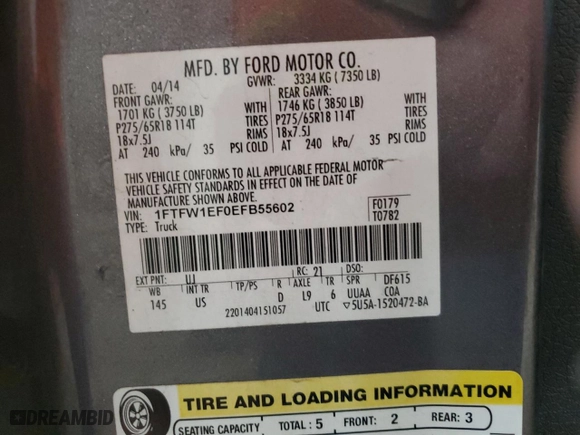 MFD. BY FORD MOTOR CO.
DATE: 04/14 GVWR: 3334 KG ( 7350 LB)
FRONT GAWR: REAR GAWR:
1701 KG ( 3750 LB) WITH 1746 KG ( 3850 LB) WITH
P275/65R18 114T TIRES P275/65R18 114T TIRES
18x7.5J RIMS 18x7.5J RIMS
AT 240 kPa/ 35 PSI COLD AT 240 kPa/ 35 PSI COLD
THIS VEHICLE CONFORMS TO ALL APPLICABLE FEDERAL MOTOR
VEHICLE SAFETY STANDARDS IN EFFECT ON THE DATE OF
MANUFACTURE SHOWN ABOVE.
VIN: 1FTFW1EF0EFB55602 F0179
TYPE: Truck T0782
EXT PNT: UJ RC: 21 DSO:
WB INT TR TP/PS R AXLE TR SPR DF615
145 US D L9 6 UUAA COA
2201404151057 UTC ▽5U5A-1520472-BA
TIRE AND LOADING INFORMATION
SEATING CAPACITY TOTAL: 5 FRONT: 2 REAR: 3
DREAMBID